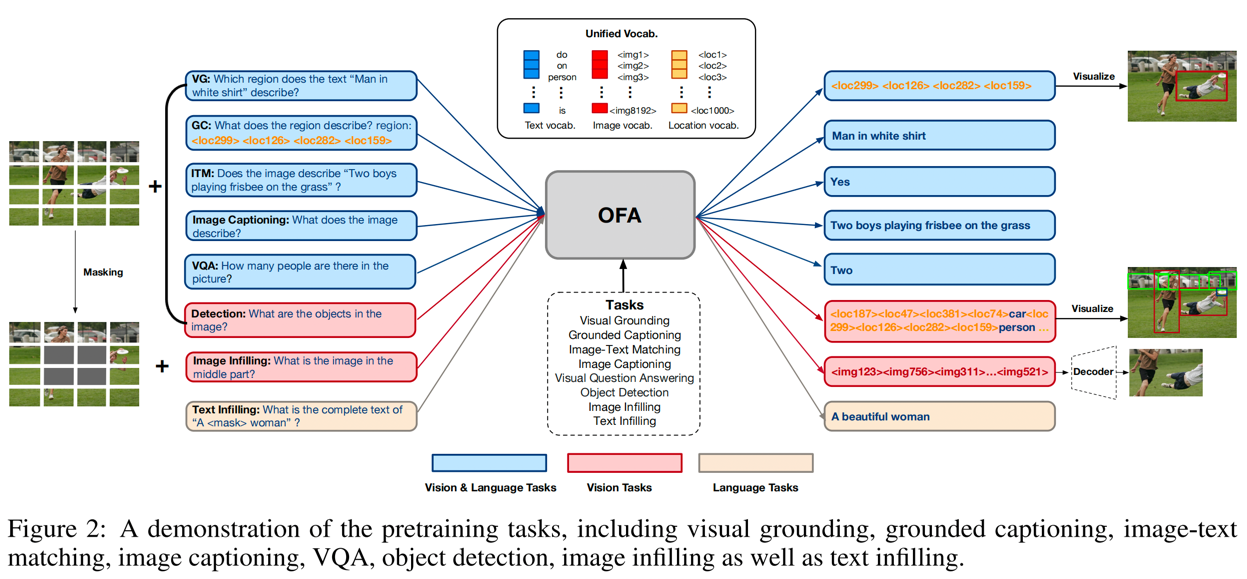 Unified Vocab.
do
on
person
is
Text vocab.
<img1>
<img2>
<img3>
<img8192>
Image vocab.
<loc1>
<loc2>
<loc3>
<loc1000>
Location vocab.
VG: Which region does the text “Man in
white shirt” describe?
GC: What does the region describe? region:
<loc299> <loc126> <loc282> <loc159>
ITM: Does the image describe “Two boys
playing frisbee on the grass” ?
Image Captioning: What does the image
describe?
VQA: How many people are there in the
picture?
Detection: What are the objects in the
image?
Image Infilling: What is the image in the
middle part?
Text Infilling: What is the complete text of
“A <mask> woman” ?
Masking
+
+
OFA
Tasks
Visual Grounding
Grounded Captioning
Image-Text Matching
Image Captioning
Visual Question Answering
Object Detection
Image Infilling
Text Infilling
<loc299> <loc126> <loc282> <loc159>
Visualize
Man in white shirt
Yes
Two boys playing frisbee on the grass
Two
<loc187><loc47><loc381><loc74>car<loc
299><loc126><loc282><loc159>person ...
Visualize
<img123><img756><img311>...<img521>
Decoder
A beautiful woman
Vision & Language Tasks
Vision Tasks
Language Tasks
Figure 2: A demonstration of the pretraining tasks, including visual grounding, grounded captioning, image-text
matching, image captioning, VQA, object detection, image infilling as well as text infilling.